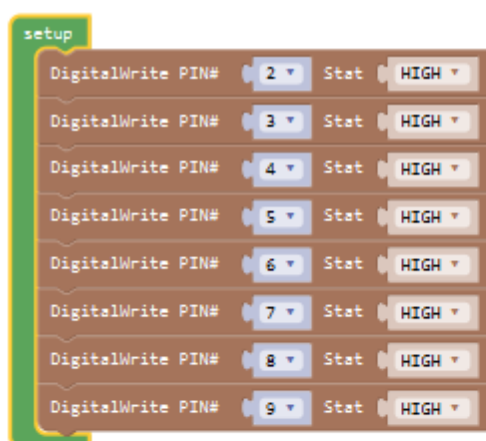 setup
DigitalWrite PIN# 2 Stat HIGH
DigitalWrite PIN# 3 Stat HIGH
DigitalWrite PIN# 4 Stat HIGH
DigitalWrite PIN# 5 Stat HIGH
DigitalWrite PIN# 6 Stat HIGH
DigitalWrite PIN# 7 Stat HIGH
DigitalWrite PIN# 8 Stat HIGH
DigitalWrite PIN# 9 Stat HIGH